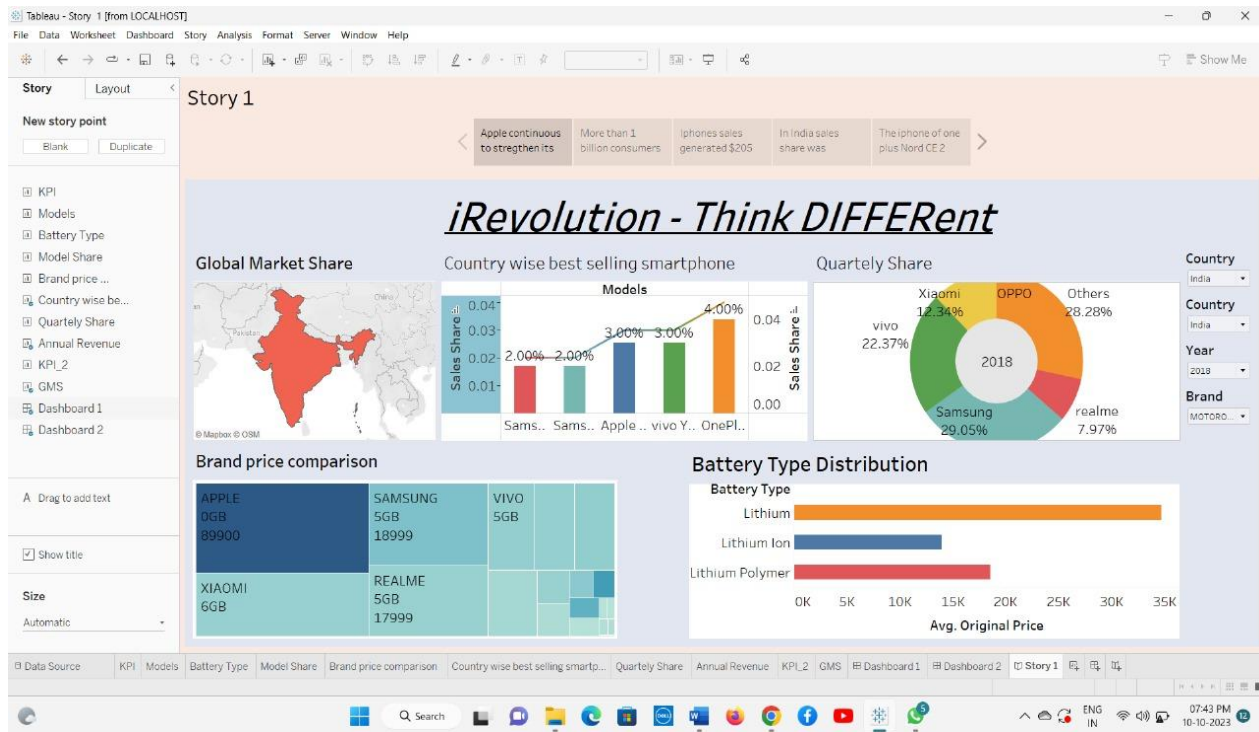 Tableau - Story 1 [from LOCALHOST]
File Data Worksheet Dashboard Story Analysis Format Server Window Help
Show Me
Story Layout
New story point
Blank Duplicate
KPI
Models
Battery Type
Model Share
Brand price ...
Country wise be...
Quartely Share
Annual Revenue
KPI_2
GMS
Dashboard 1
Dashboard 2
A Drag to add text
Show title
Size
Automatic
Story 1
Apple continuous
to stregthen its
More than 1
billion consumers
Iphones sales
generated $205
In India sales
share was
The iphone of one
plus Nord CE 2
iRevolution - Think DIFFERent
Global Market Share
China
Pakistan
© Mapbox © OSM
Country wise best selling smartphone
Models
Sales Share
0.04
0.03
0.02
0.01
2.00% 2.00% 3.00% 3.00% 4.00%
0.04
0.02
0.00
Sales Share
Sams.. Sams.. Apple .. vivo Y.. OnePl..
Quartely Share
Xiaomi
12.34%
OPPO
Others
28.28%
vivo
22.37%
2018
Samsung
29.05%
realme
7.97%
Country
India
Country
India
Year
2018
Brand
MOTORO...
Brand price comparison
APPLE
0GB
89900
SAMSUNG
5GB
18999
VIVO
5GB
XIAOMI
6GB
REALME
5GB
17999
Battery Type Distribution
Battery Type
Lithium
Lithium Ion
Lithium Polymer
0K 5K 10K 15K 20K 25K 30K 35K
Avg. Original Price
Data Source KPI Models Battery Type Model Share Brand price comparison Country wise best selling smartp... Quartely Share Annual Revenue KPI_2 GMS Dashboard 1 Dashboard 2 Story 1
Search
DELL
5
ENG
IN
07:43 PM
10-10-2023
12